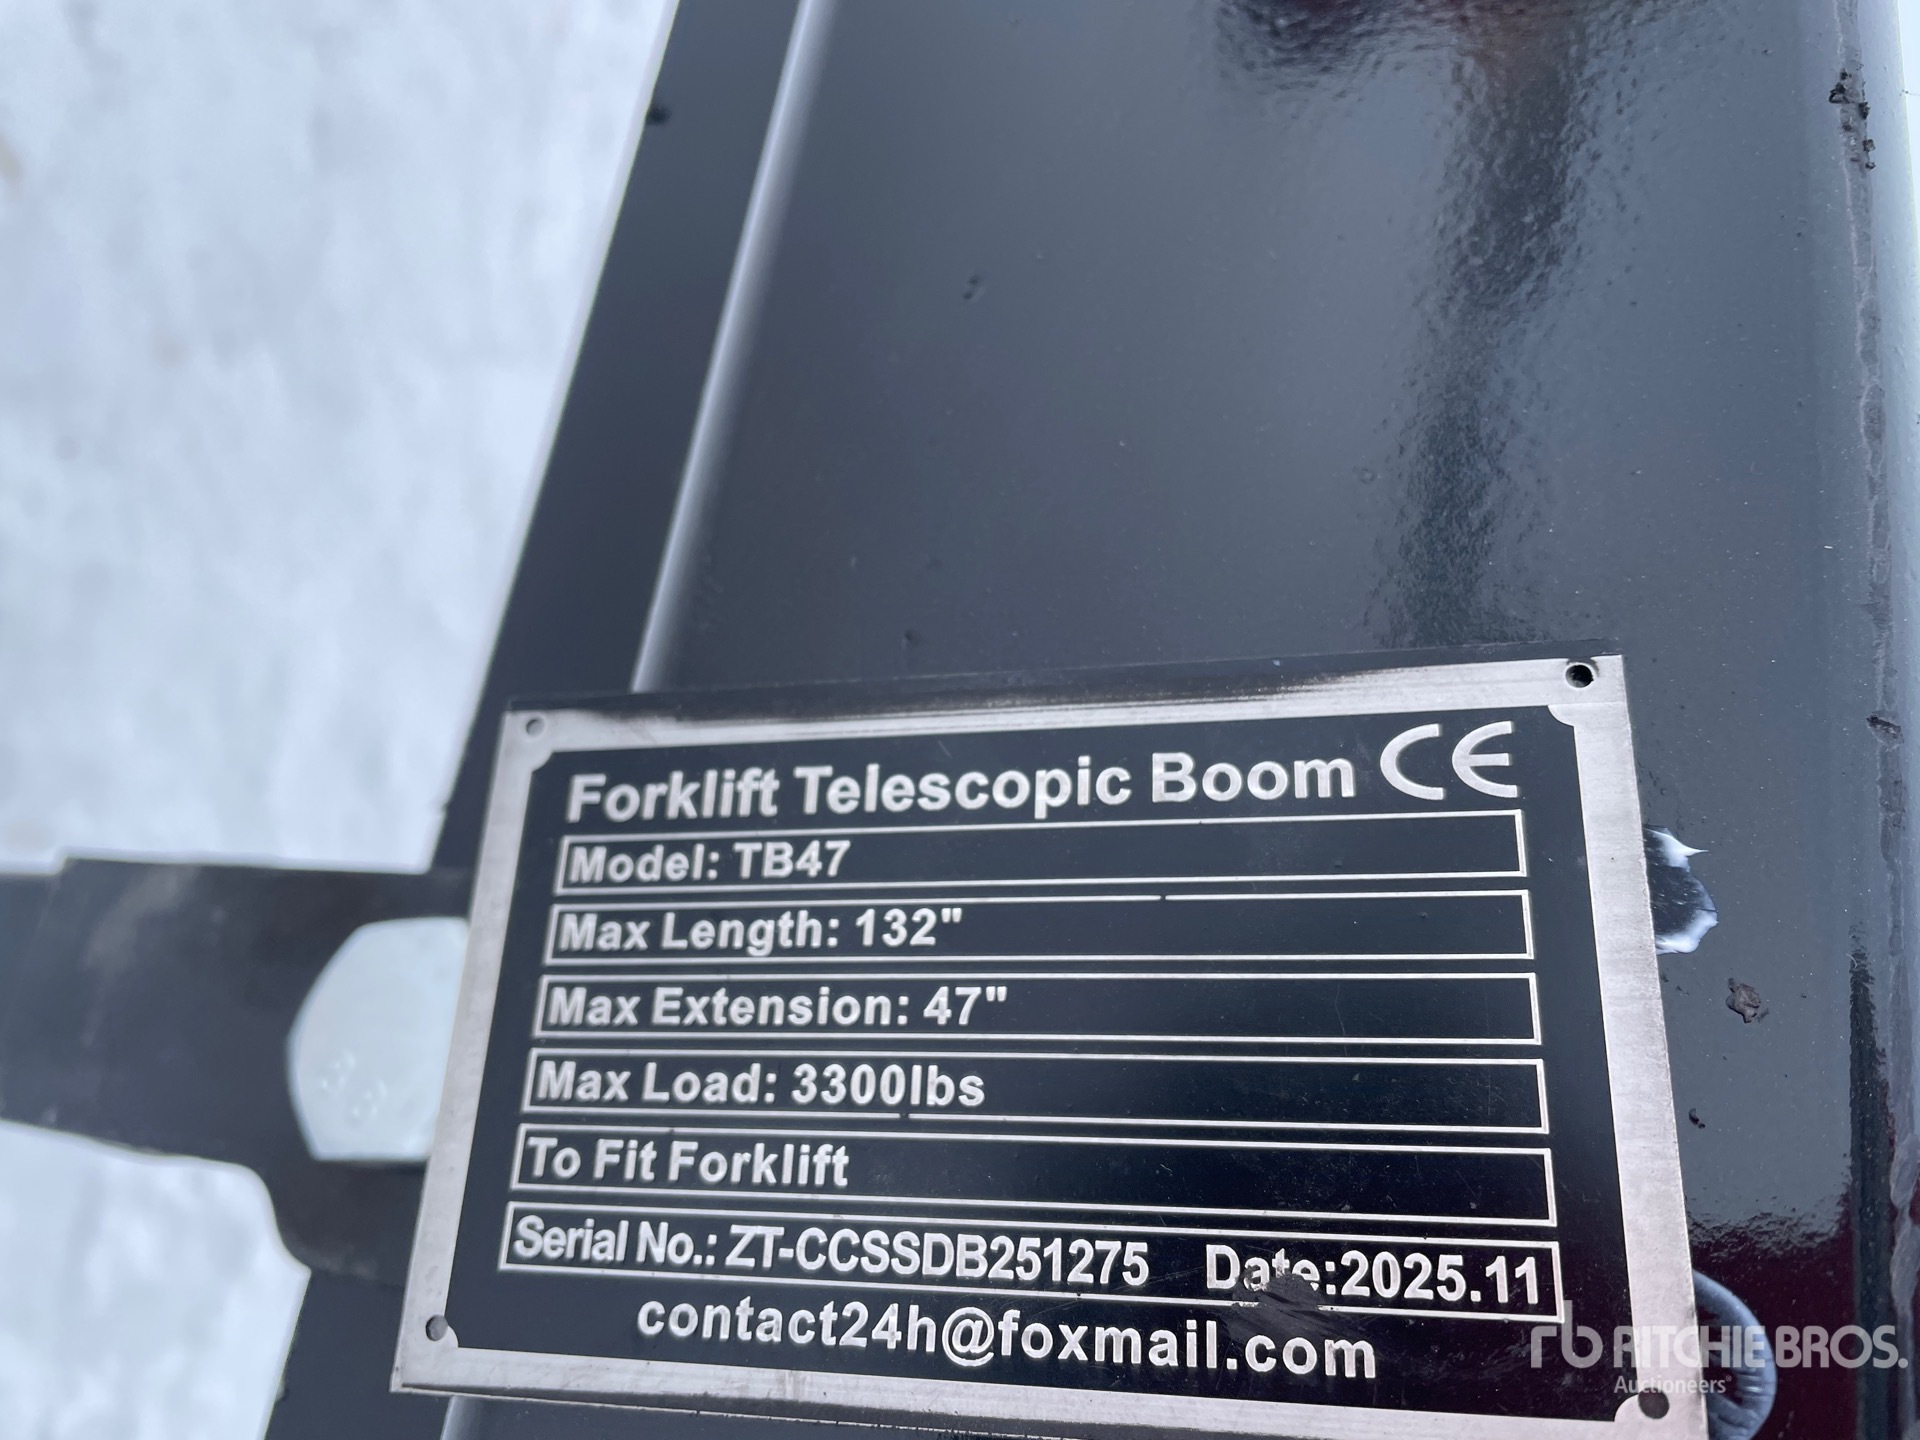 Forklift Telescopic Boom CE
Model: TB47
Max Length: 132"
Max Extension: 47"
Max Load: 3300lbs
To Fit Forklift
Serial No.: ZT-CCSSDB251275 Date:2025.11
contact24h@foxmail.com
rb RITCHIE BROS.
Auctioneers